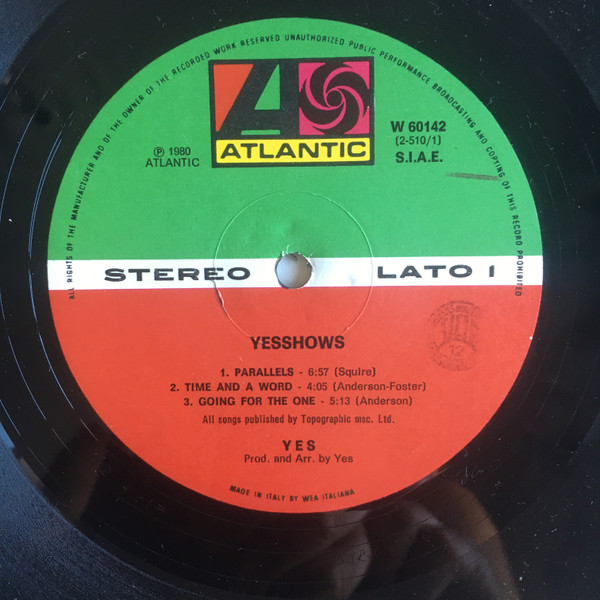 ALL RIGHTS OF THE MANUFACTURER AND OF THE OWNER OF THE RECORDED WORK RESERVED UNAUTHORIZED PUBLIC PERFORMANCE BROADCASTING AND COPYING OF THIS RECORD PROHIBITED
ATLANTIC
℗ 1980
ATLANTIC
W 60142
(2-510/1)
S.I.A.E.
STEREO LATO 1
YESSHOWS
1. PARALLELS - 6:57 (Squire)
2. TIME AND A WORD - 4:05 (Anderson-Foster)
3. GOING FOR THE ONE - 5:13 (Anderson)
All songs published by Topographic msc. Ltd.
YES
Prod. and Arr. by Yes
MADE IN ITALY BY WEA ITALIANA
12